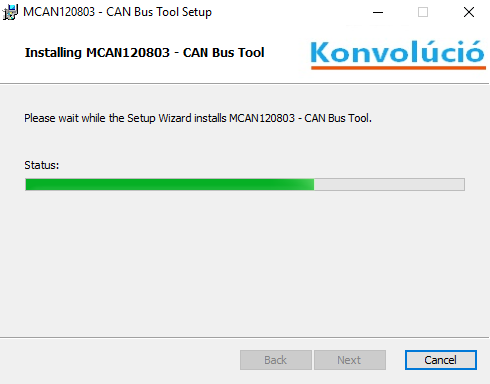 MCAN120803 - CAN Bus Tool Setup
Installing MCAN120803 - CAN Bus Tool
Konvolúció
Please wait while the Setup Wizard installs MCAN120803 - CAN Bus Tool.
Status:
Back
Next
Cancel